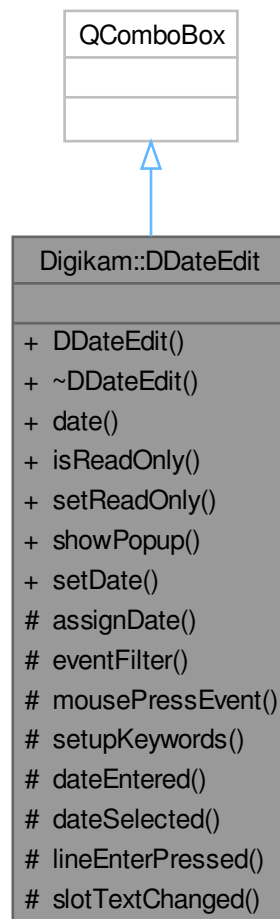 QComboBox
Digikam::DDateEdit
+ DDateEdit()
+ ~DDateEdit()
+ date()
+ isReadOnly()
+ setReadOnly()
+ showPopup()
+ setDate()
# assignDate()
# eventFilter()
# mousePressEvent()
# setupKeywords()
# dateEntered()
# dateSelected()
# lineEnterPressed()
# slotTextChanged()